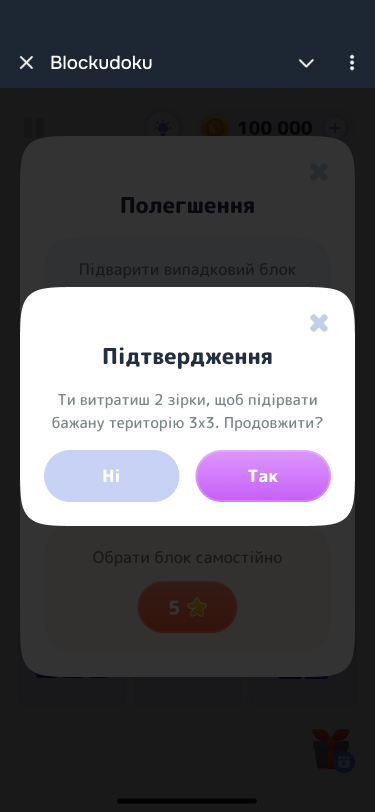 Blockudoku
100 000
Полегшення
Підварити випадковий блок
Підтвердження
Ти витратиш 2 зірки, щоб підірвати
бажану територію 3х3. Продовжити?
Ні
Так
Обрати блок самостійно
5